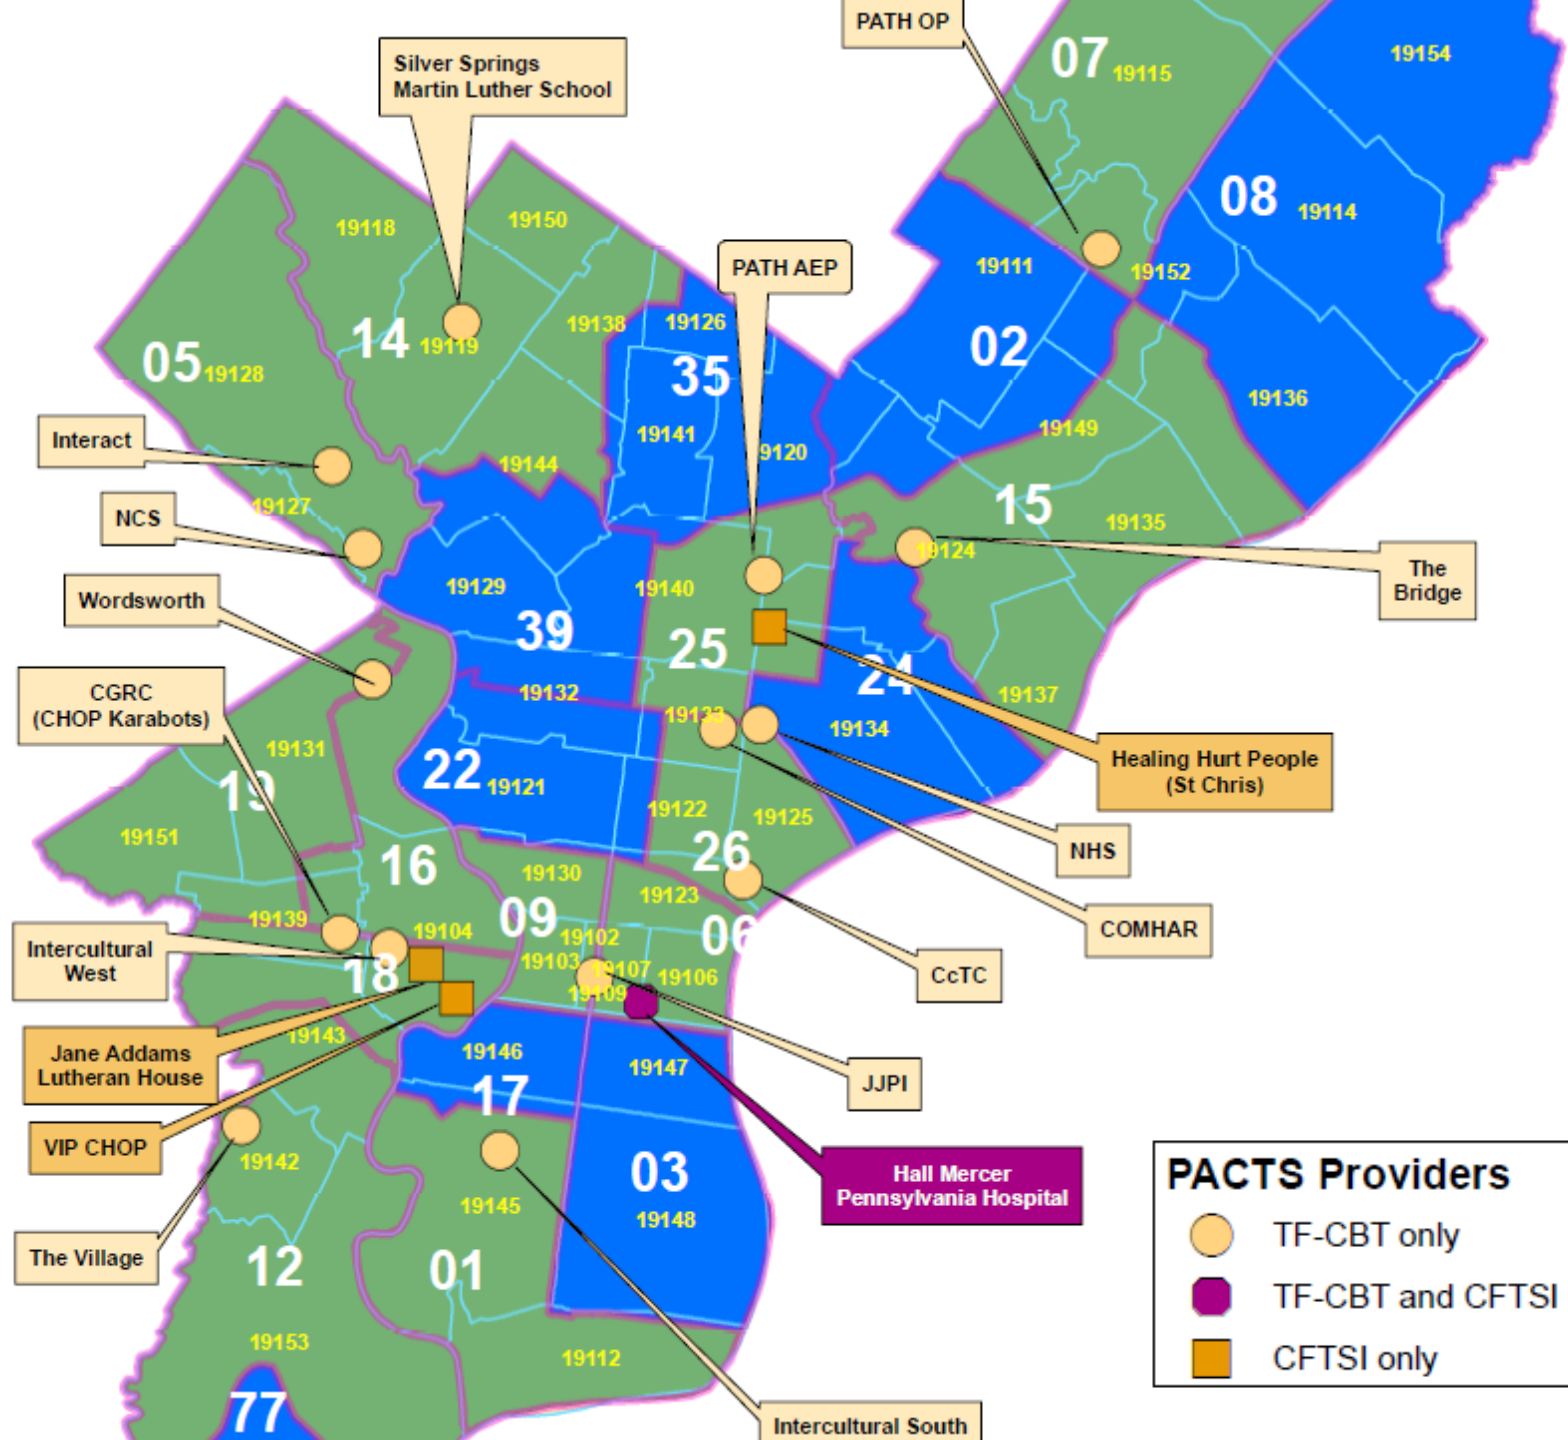 PATH OP
07
19115
19154
Silver Springs
Martin Luther School
08
19114
19118
19150
PATH AEP
19111
19152
19138
19126
14
19119
02
05
19128
35
19136
Interact
19141
9120
19149
19144
NCS
19127
15
19135
19124
The
Bridge
Wordsworth
19129
19140
39
25
24
CGRC
(CHOP Karabots)
19132
19137
19133
19134
19131
Healing Hurt People
(St Chris)
19
22
19121
19151
19122
19125
NHS
16
26
19130
19123
COMHAR
19139
19104
09
06
19102
Intercultural
West
18
19103
19107
19106
CcTC
19109
19143
Jane Addams
Lutheran House
19146
19147
JJPI
17
VIP CHOP
19142
03
Hall Mercer
Pennsylvania Hospital
19145
19148
The Village
12
01
19153
19112
77
Intercultural South
PACTS Providers
TF-CBT only
TF-CBT and CFTSI
CFTSI only